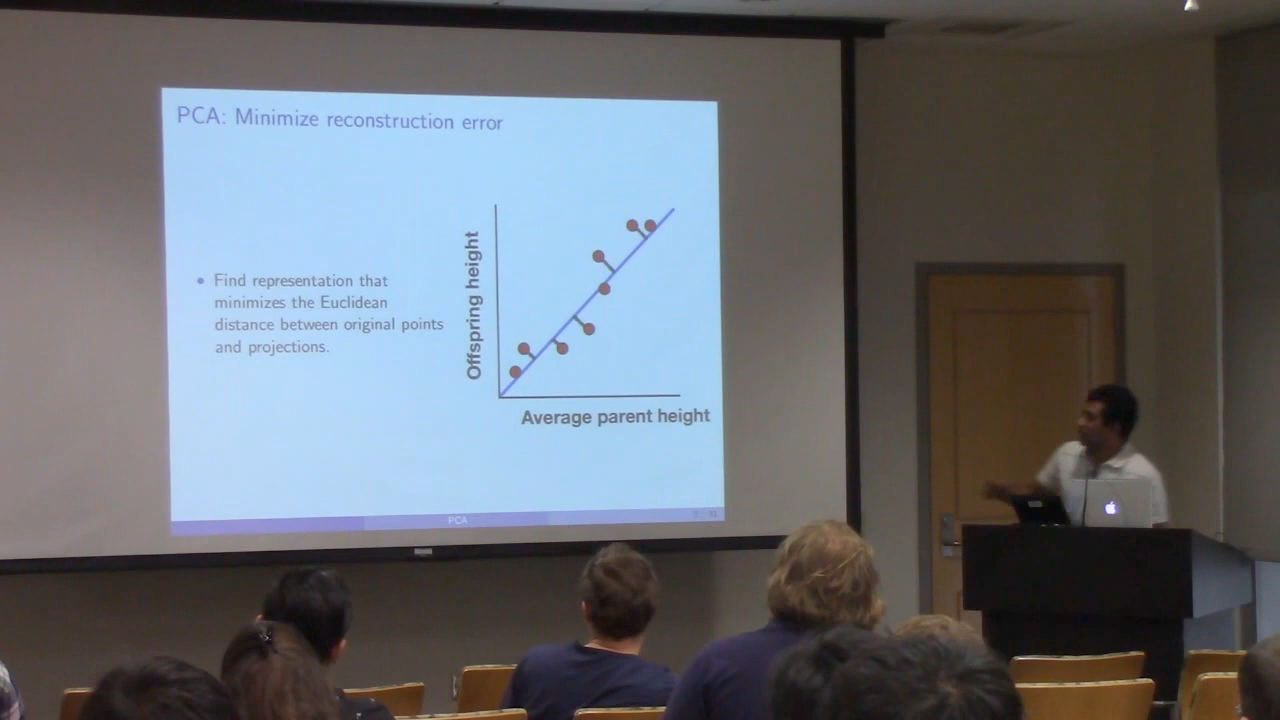 PCA: Minimize reconstruction error
• Find representation that
minimizes the Euclidean
distance between original points
and projections.
Offspring height
Average parent height
PCA